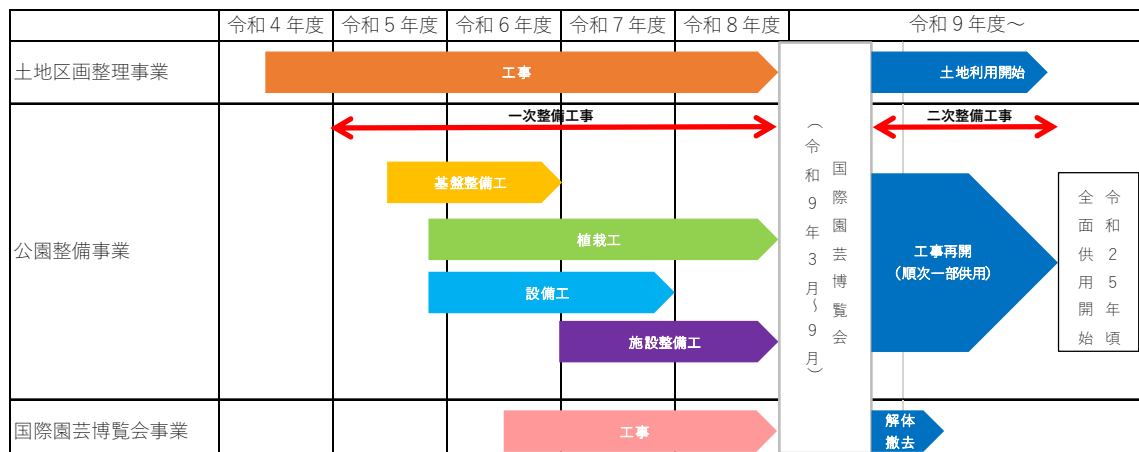 令和4年度
令和5年度
令和6年度
令和7年度
令和8年度
令和9年度～
土地区画整理事業
工事
土地利用開始
一次整備工事
二次整備工事
公園整備事業
基盤整備工
植栽工
設備工
施設整備工
国際園芸博覧会
（令和9年3月～9月）
工事再開
(順次一部供用)
令和25年頃
全面供用開始
国際園芸博覧会事業
工事
解体
撤去